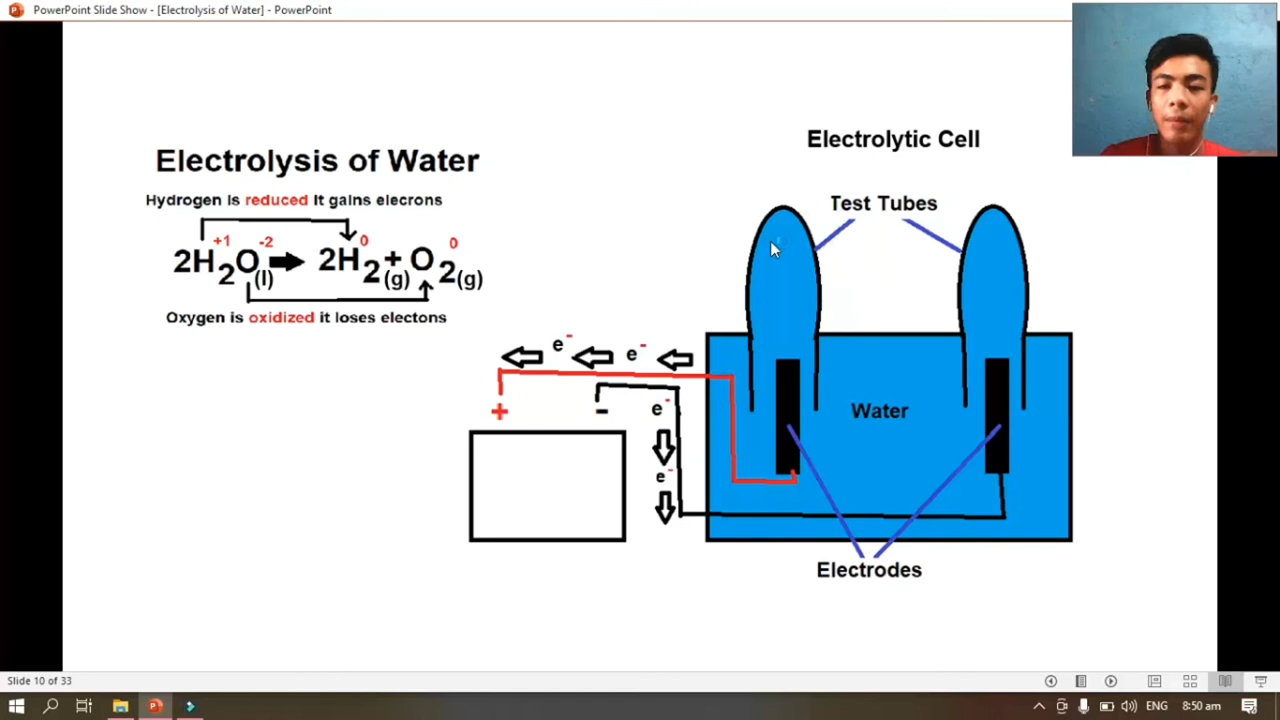 PowerPoint Slide Show - [Electrolysis of Water] - PowerPoint
Electrolytic Cell
Electrolysis of Water
Hydrogen is reduced it gains elecrons
Test Tubes
+1 -2 0 0
2H2O(l) → 2H2(g) + O2(g)
Oxygen is oxidized it loses electons
e- e-
+ - e-
Water
e-
Electrodes
Slide 10 of 33
ENG 8:50 am